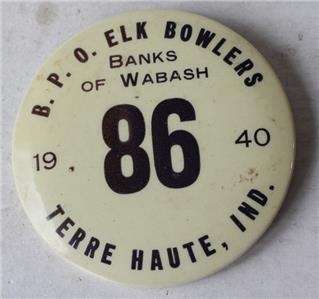 B. P. O. ELK BOWLERS
BANKS
OF WABASH
86
19 40
TERRE HAUTE, IND.